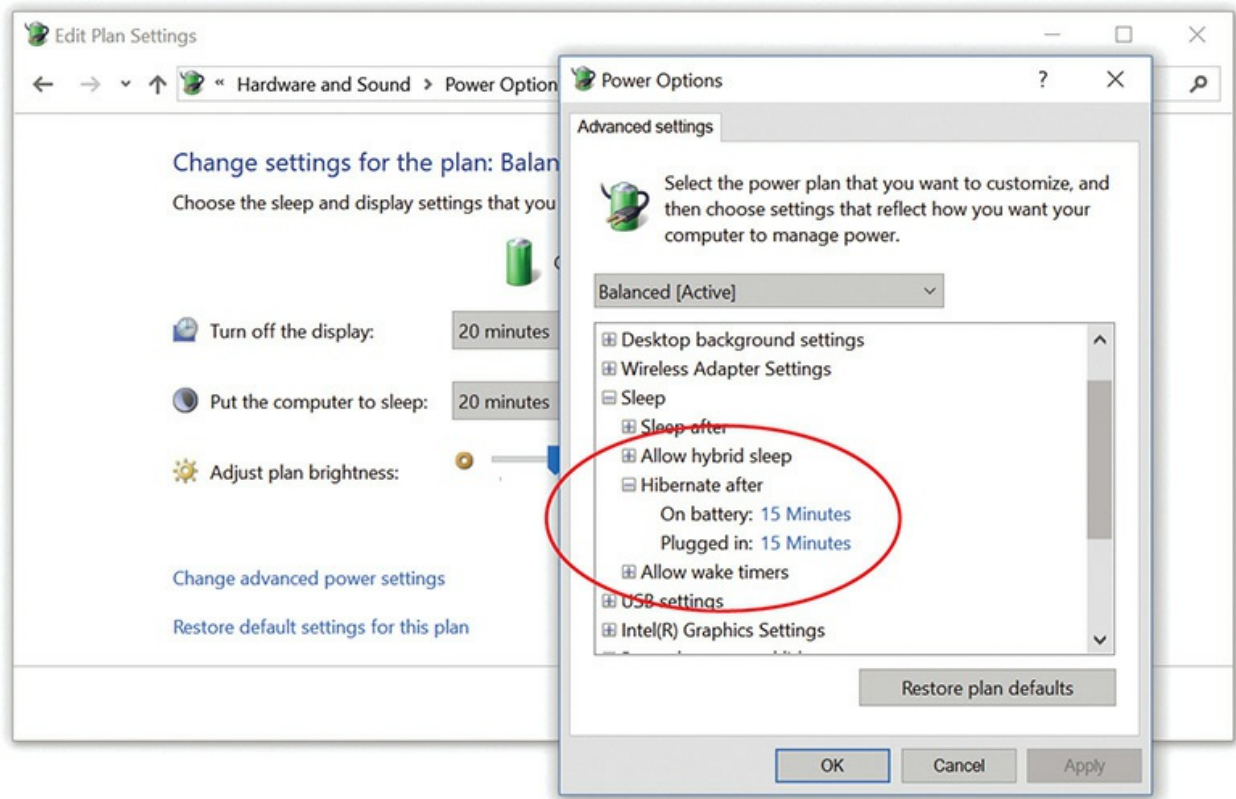 Edit Plan Settings
« Hardware and Sound > Power Option
Change settings for the plan: Balan
Choose the sleep and display settings that you
Turn off the display:
20 minutes
Put the computer to sleep:
20 minutes
Adjust plan brightness:
Change advanced power settings
Restore default settings for this plan
Power Options
?
Advanced settings
Select the power plan that you want to customize, and
then choose settings that reflect how you want your
computer to manage power.
Balanced [Active]
Desktop background settings
Wireless Adapter Settings
Sleep
Sleep after
Allow hybrid sleep
Hibernate after
On battery: 15 Minutes
Plugged in: 15 Minutes
Allow wake timers
USB settings
Intel(R) Graphics Settings
Restore plan defaults
OK
Cancel
Apply